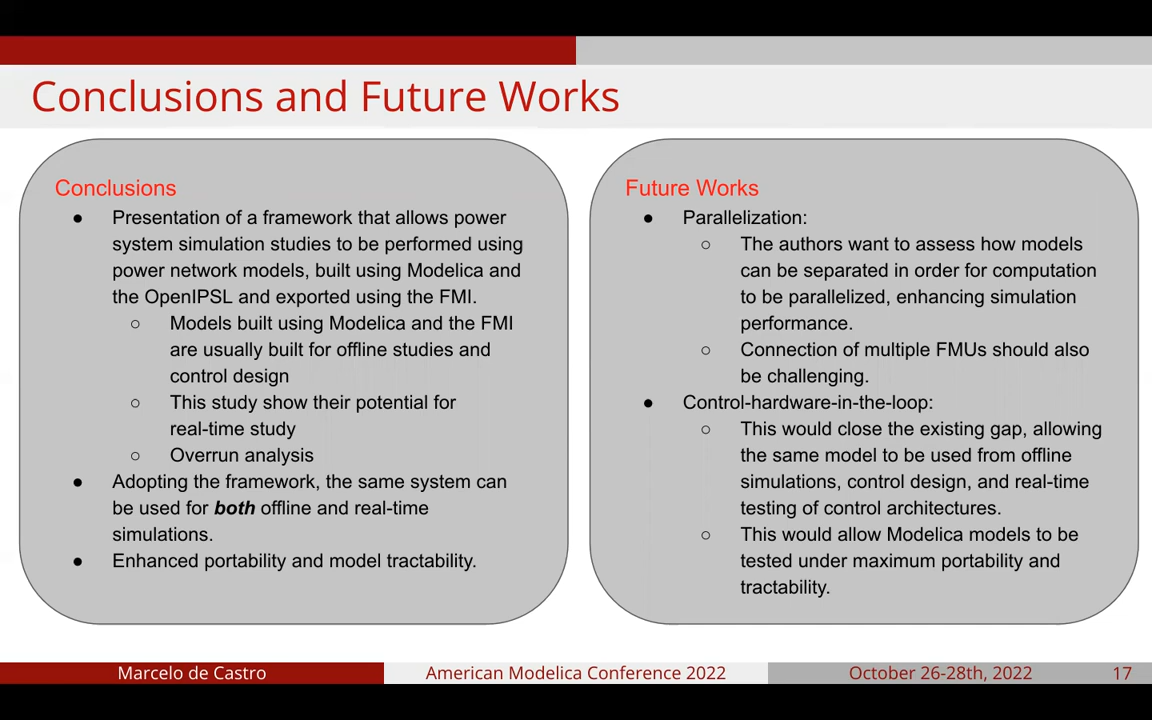 Conclusions and Future Works
Conclusions
● Presentation of a framework that allows power
system simulation studies to be performed using
power network models, built using Modelica and
the OpenIPSL and exported using the FMI.
○ Models built using Modelica and the FMI
are usually built for offline studies and
control design
○ This study show their potential for
real-time study
○ Overrun analysis
● Adopting the framework, the same system can
be used for both offline and real-time
simulations.
● Enhanced portability and model tractability.
Future Works
● Parallelization:
○ The authors want to assess how models
can be separated in order for computation
to be parallelized, enhancing simulation
performance.
○ Connection of multiple FMUs should also
be challenging.
● Control-hardware-in-the-loop:
○ This would close the existing gap, allowing
the same model to be used from offline
simulations, control design, and real-time
testing of control architectures.
○ This would allow Modelica models to be
tested under maximum portability and
tractability.
Marcelo de Castro
American Modelica Conference 2022
October 26-28th, 2022
17